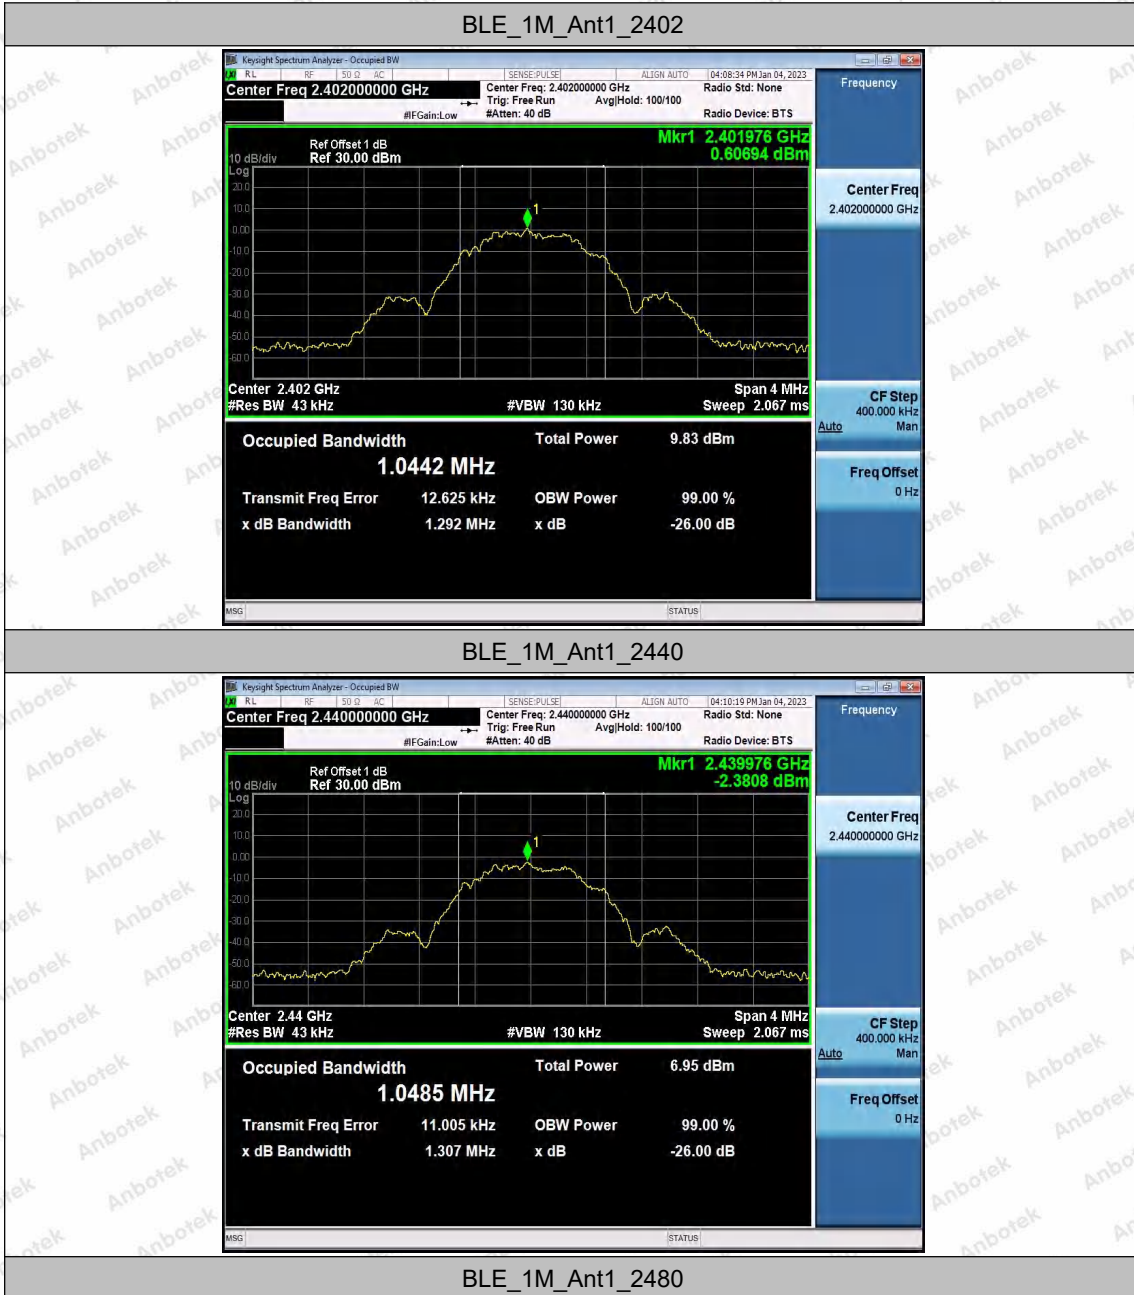 BLE_1M_Ant1_2402
Keysight Spectrum Analyzer - Occupied BW
RL RF 50 Ω AC SENSE:PULSE ALIGN AUTO 04:08:34 PM Jan 04, 2023
Center Freq 2.402000000 GHz
Center Freq: 2.402000000 GHz Radio Std: None
Trig: Free Run Avg|Hold: 100/100
#IFGain:Low #Atten: 40 dB Radio Device: BTS
Frequency
Mkr1 2.401976 GHz
0.60694 dBm
Ref Offset 1 dB
10 dB/div Ref 30.00 dBm
Log
20.0
10.0
0.00
-10.0
-20.0
-30.0
-40.0
-50.0
-60.0
Center 2.402 GHz Span 4 MHz
#Res BW 43 kHz #VBW 130 kHz Sweep 2.067 ms
Center Freq
2.402000000 GHz
CF Step
400.000 kHz
Auto Man
Freq Offset
0 Hz
Occupied Bandwidth Total Power 9.83 dBm
1.0442 MHz
Transmit Freq Error 12.625 kHz OBW Power 99.00 %
x dB Bandwidth 1.292 MHz x dB -26.00 dB
MSG STATUS
BLE_1M_Ant1_2440
Keysight Spectrum Analyzer - Occupied BW
RL RF 50 Ω AC SENSE:PULSE ALIGN AUTO 04:10:19 PM Jan 04, 2023
Center Freq 2.440000000 GHz
Center Freq: 2.440000000 GHz Radio Std: None
Trig: Free Run Avg|Hold: 100/100
#IFGain:Low #Atten: 40 dB Radio Device: BTS
Frequency
Mkr1 2.439976 GHz
-2.3808 dBm
Ref Offset 1 dB
10 dB/div Ref 30.00 dBm
Log
20.0
10.0
0.00
-10.0
-20.0
-30.0
-40.0
-50.0
-60.0
Center 2.44 GHz Span 4 MHz
#Res BW 43 kHz #VBW 130 kHz Sweep 2.067 ms
Center Freq
2.440000000 GHz
CF Step
400.000 kHz
Auto Man
Freq Offset
0 Hz
Occupied Bandwidth Total Power 6.95 dBm
1.0485 MHz
Transmit Freq Error 11.005 kHz OBW Power 99.00 %
x dB Bandwidth 1.307 MHz x dB -26.00 dB
MSG STATUS
BLE_1M_Ant1_2480